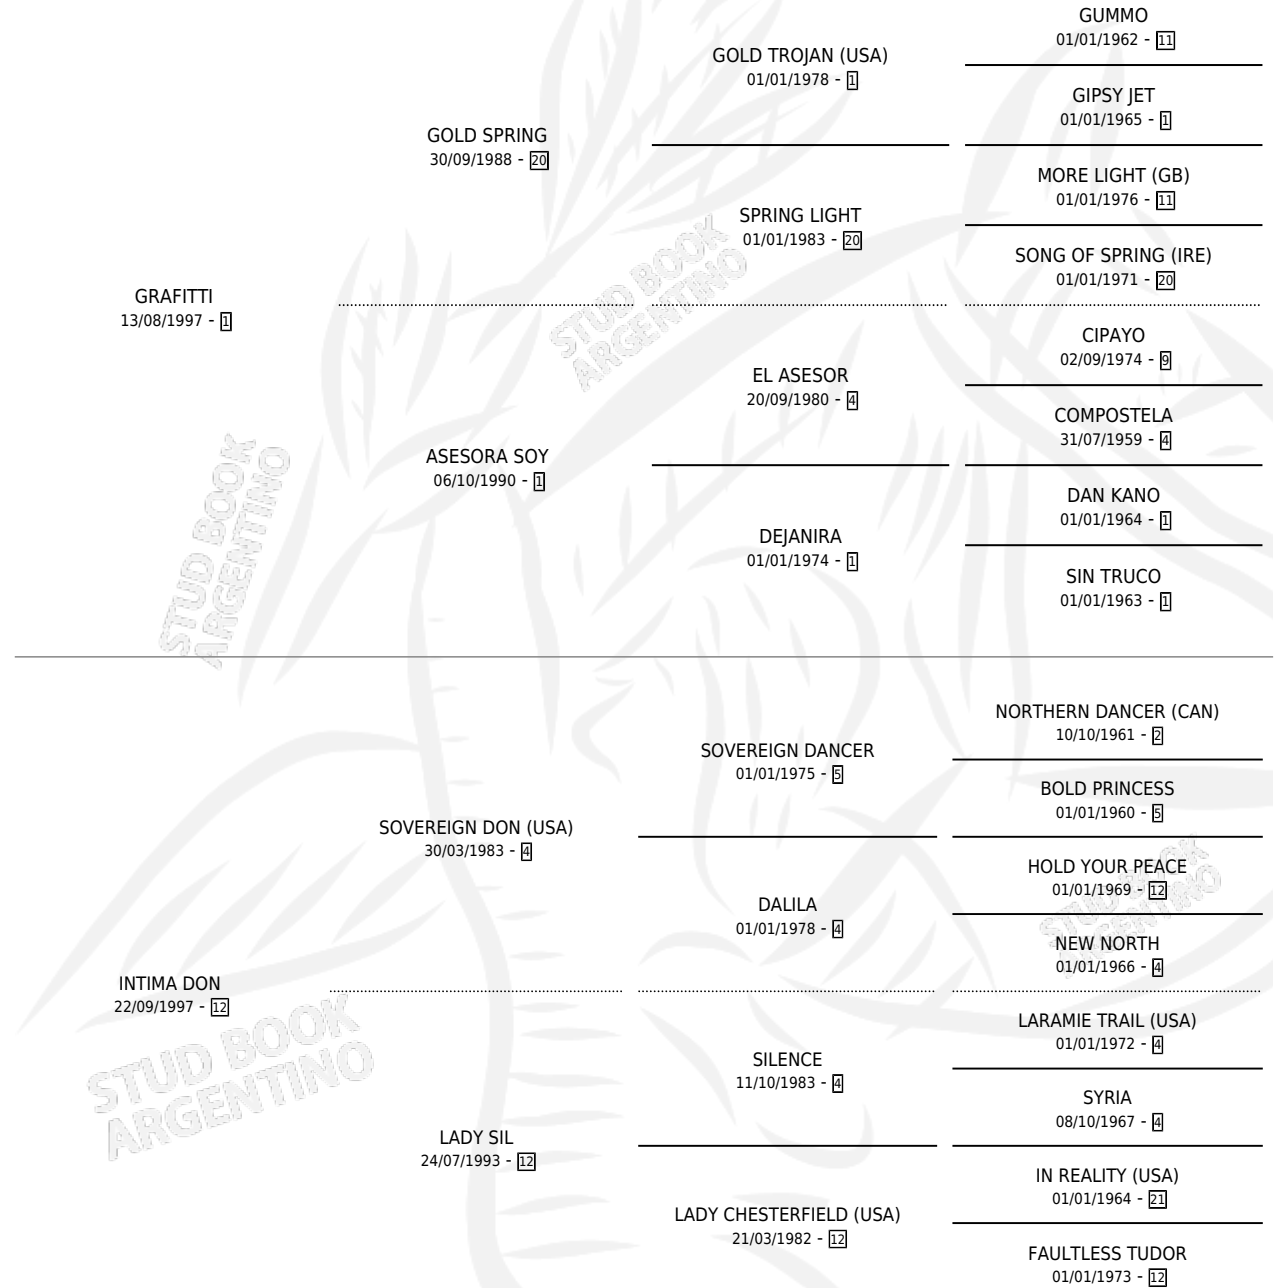 GUMMO
01/01/1962 - 11
GOLD TROJAN (USA)
01/01/1978 - 1
GIPSY JET
01/01/1965 - 1
GOLD SPRING
30/09/1988 - 20
MORE LIGHT (GB)
01/01/1976 - 11
SPRING LIGHT
01/01/1983 - 20
SONG OF SPRING (IRE)
01/01/1971 - 20
GRAFITTI
13/08/1997 - 1
CIPAYO
02/09/1974 - 9
EL ASESOR
20/09/1980 - 4
COMPOSTELA
31/07/1959 - 4
ASESORA SOY
06/10/1990 - 1
DAN KANO
01/01/1964 - 1
DEJANIRA
01/01/1974 - 1
SIN TRUCO
01/01/1963 - 1
NORTHERN DANCER (CAN)
10/10/1961 - 2
SOVEREIGN DANCER
01/01/1975 - 5
BOLD PRINCESS
01/01/1960 - 5
SOVEREIGN DON (USA)
30/03/1983 - 4
HOLD YOUR PEACE
01/01/1969 - 12
DALILA
01/01/1978 - 4
NEW NORTH
01/01/1966 - 4
INTIMA DON
22/09/1997 - 12
LARAMIE TRAIL (USA)
01/01/1972 - 4
SILENCE
11/10/1983 - 4
SYRIA
08/10/1967 - 4
LADY SIL
24/07/1993 - 12
IN REALITY (USA)
01/01/1964 - 21
LADY CHESTERFIELD (USA)
21/03/1982 - 12
FAULTLESS TUDOR
01/01/1973 - 12
STUD BOOK
ARGENTINO
STUD BOOK
ARGENTINO
STUD BOOK
ARGENTINO
STUD BOOK
ARGENTINO